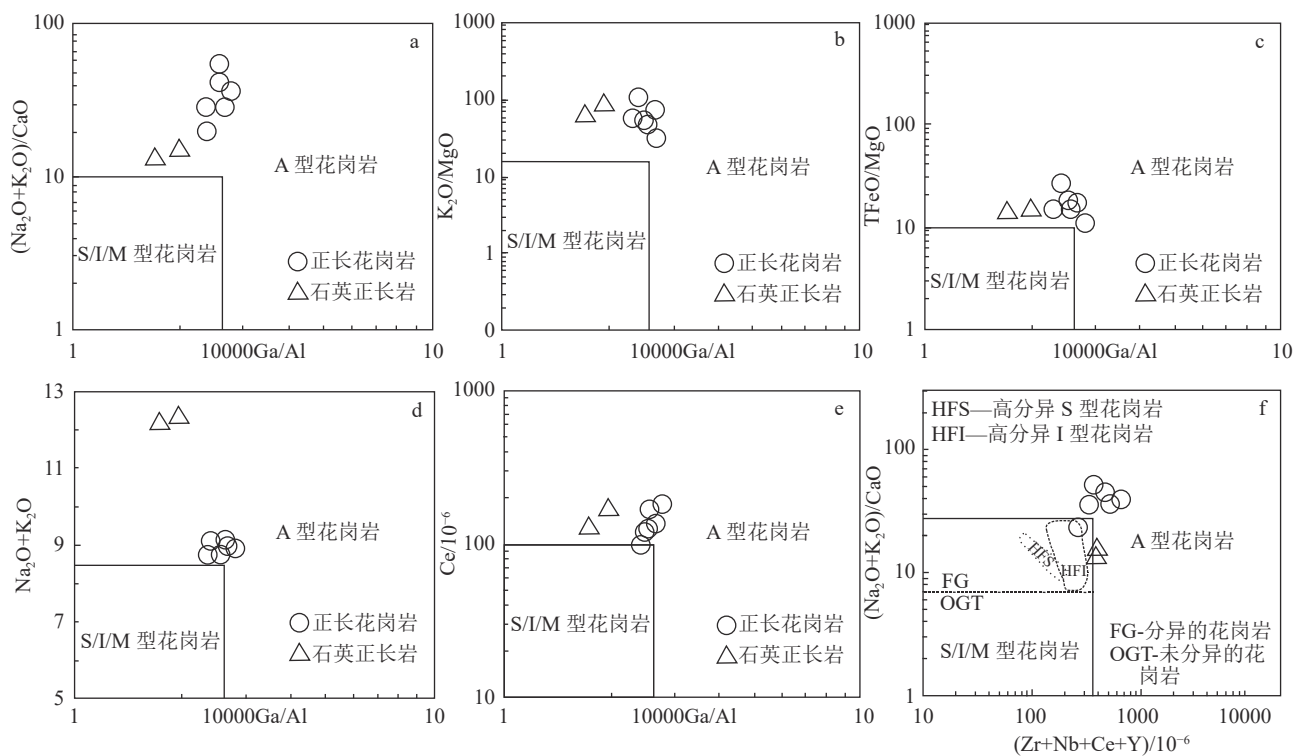 100
10
1
(Na₂O+K₂O)/CaO
a
A 型花岗岩
S/I/M 型花岗岩
正长花岗岩
石英正长岩
1
10000Ga/Al
10
1000
100
10
1
0
K₂O/MgO
b
A 型花岗岩
S/I/M 型花岗岩
正长花岗岩
石英正长岩
1
10000Ga/Al
10
1000
100
10
1
TFeO/MgO
c
A 型花岗岩
S/I/M 型花岗岩
正长花岗岩
石英正长岩
1
10000Ga/Al
10
13
11
9
7
5
Na₂O+K₂O
d
A 型花岗岩
S/I/M 型花岗岩
正长花岗岩
石英正长岩
1
10000Ga/Al
10
1000
100
10
Ce/10⁻⁶
e
A 型花岗岩
S/I/M 型花岗岩
正长花岗岩
石英正长岩
1
10000Ga/Al
10
100
10
1
(Na₂O+K₂O)/CaO
HFS—高分异 S 型花岗岩
HFI—高分异 I 型花岗岩
f
A 型花岗岩
HFS
HFI
FG
OGT
S/I/M 型花岗岩
FG-分异的花岗岩
OGT-未分异的花
岗岩
10
100
1000
10000
(Zr+Nb+Ce+Y)/10⁻⁶